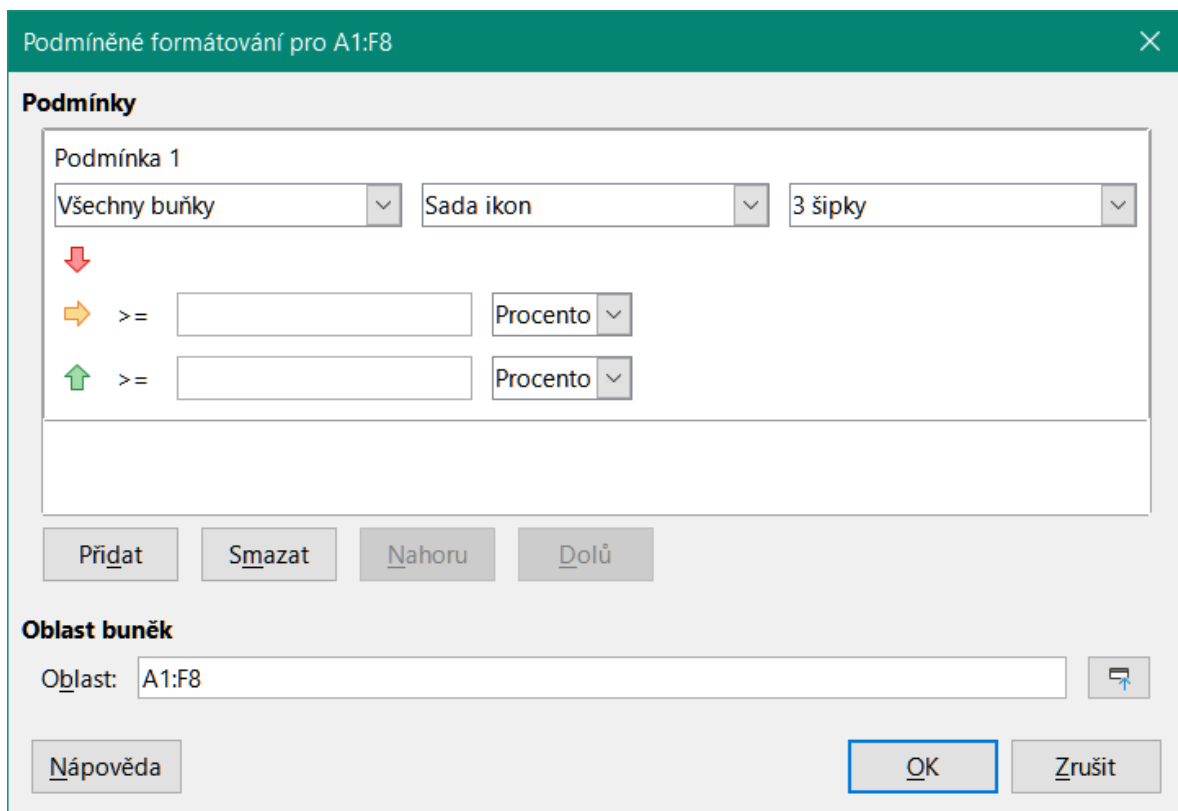 Podmíněné formátování pro A1:F8
Podmínky
Podmínka 1
Všechny buňky Sada ikon 3 šipky
>= Procento
>= Procento
Přidat Smazat Nahoru Dolů
Oblast buněk
Oblast: A1:F8
Nápověda OK Zrušit